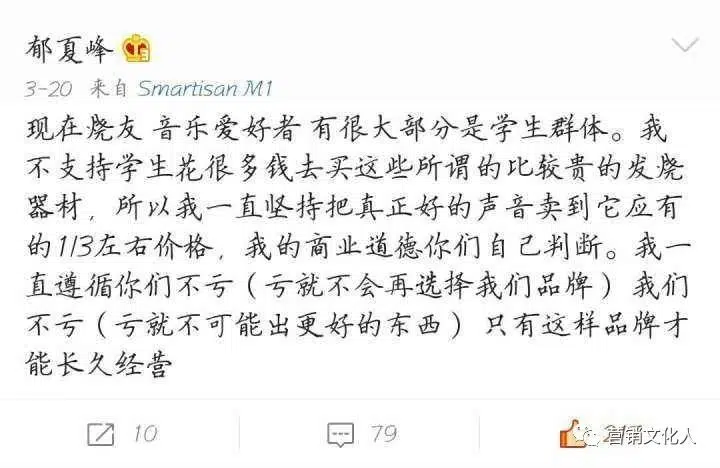 郁夏峰
3-20 来自 Smartisan M1
现在烧友 音乐爱好者 有很大部分是学生群体。我
不支持学生花很多钱去买这些所谓的比较贵的发烧
器材，所以我一直坚持把真正好的声音卖到它应有
的1/3左右价格，我的商业道德你们自己判断。我一
直遵循你们不亏（亏就不会再选择我们品牌）我们
不亏（亏就不可能出更好的东西）只有这样品牌才
能长久经营
10 79
营销文化人